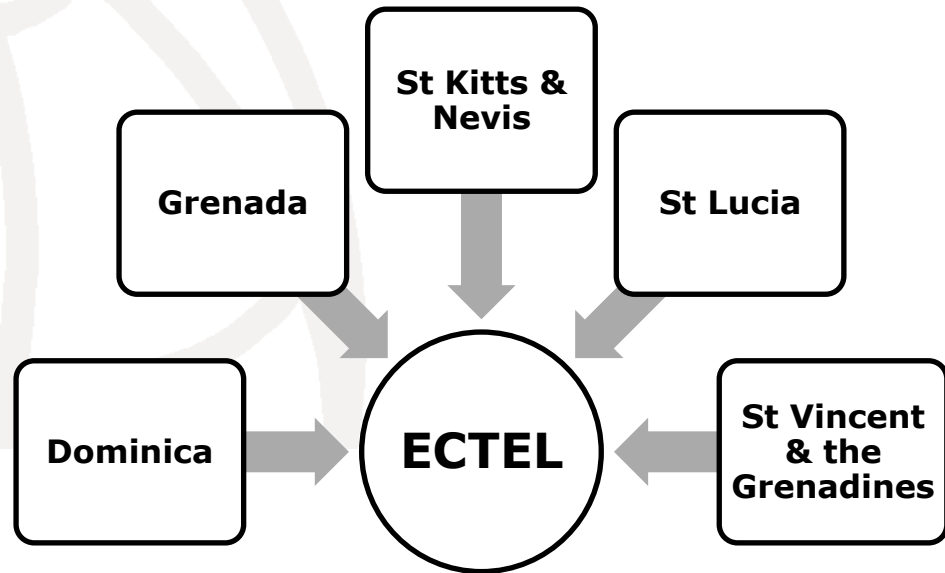 St Kitts &
Nevis
Grenada
St Lucia
Dominica
ECTEL
St Vincent
& the
Grenadines